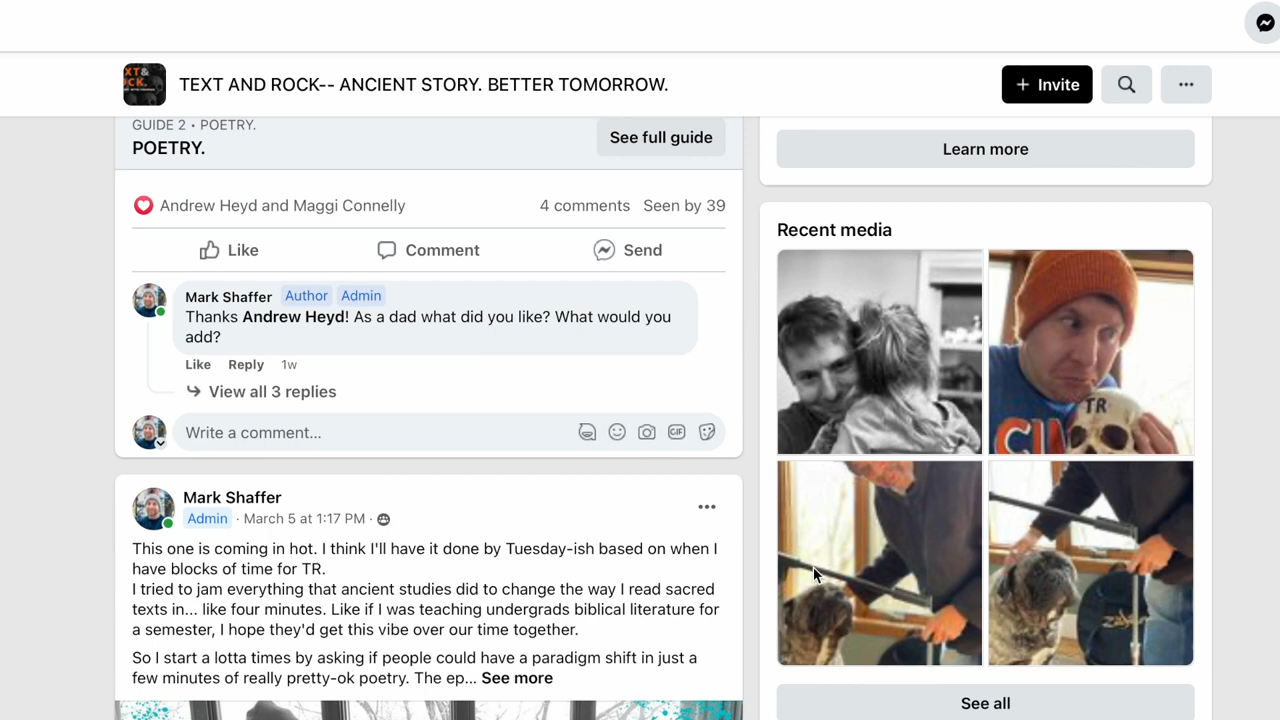 XT&
CK.
TEXT AND ROCK-- ANCIENT STORY. BETTER TOMORROW.
+ Invite
GUIDE 2 • POETRY.
POETRY.
See full guide
Andrew Heyd and Maggi Connelly
4 comments Seen by 39
Like
Comment
Send
Mark Shaffer Author Admin
Thanks Andrew Heyd! As a dad what did you like? What would you
add?
Like Reply 1w
View all 3 replies
Write a comment...
GIF
Mark Shaffer
Admin · March 5 at 1:17 PM ·
This one is coming in hot. I think I'll have it done by Tuesday-ish based on when I
have blocks of time for TR.
I tried to jam everything that ancient studies did to change the way I read sacred
texts in... like four minutes. Like if I was teaching undergrads biblical literature for
a semester, I hope they'd get this vibe over our time together.
So I start a lotta times by asking if people could have a paradigm shift in just a
few minutes of really pretty-ok poetry. The ep... See more
Learn more
Recent media
TR
CIN
See all